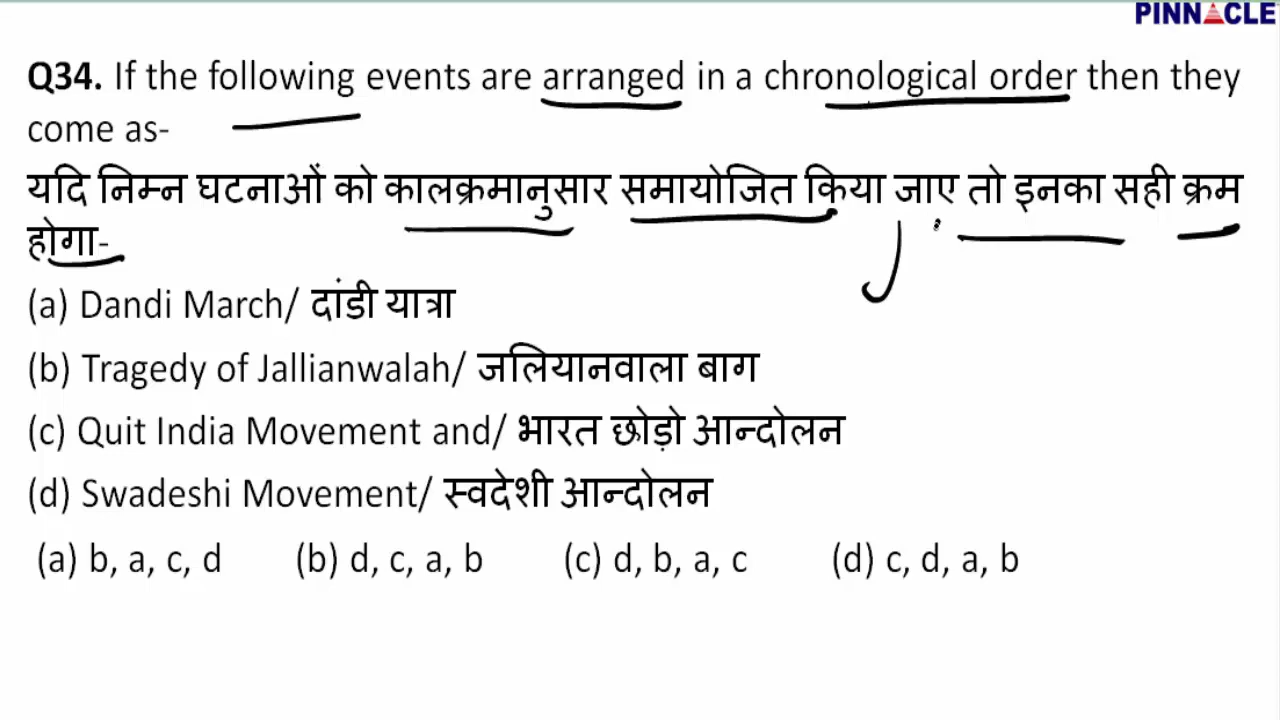 PINNACLE
Q34. If the following events are arranged in a chronological order then they
come as-
यदि निम्न घटनाओं को कालक्रमानुसार समायोजित किया जाए तो इनका सही क्रम
होगा-
(a) Dandi March/ दांडी यात्रा
(b) Tragedy of Jallianwalah/ जलियानवाला बाग
(c) Quit India Movement and/ भारत छोड़ो आन्दोलन
(d) Swadeshi Movement/ स्वदेशी आन्दोलन
(a) b, a, c, d (b) d, c, a, b (c) d, b, a, c (d) c, d, a, b